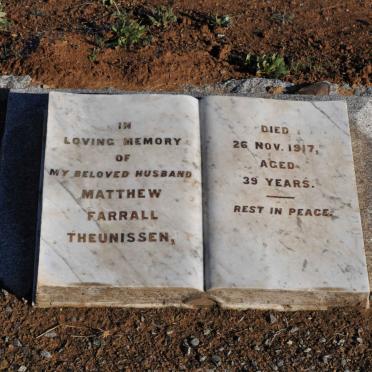 IN
LOVING MEMORY
OF
MY BELOVED HUSBAND
MATTHEW
FARRALL
THEUNISSEN,
DIED
26 NOV. 1917,
AGED
39 YEARS.
REST IN PEACE.